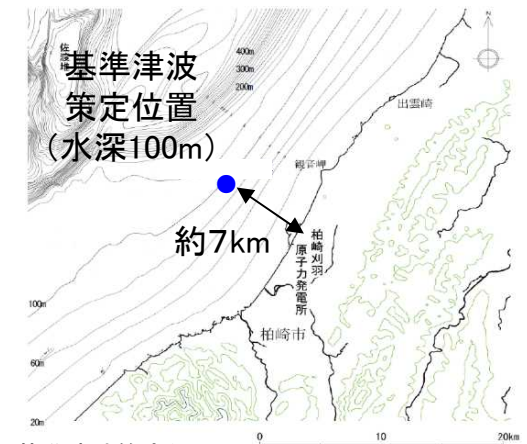 佐渡堆
400m
300m
200m
基準津波
策定位置
(水深100m)
出雲崎
観音岬
約7km
柏崎刈羽
原子力発電所
柏崎市
100m
60m
20m
0 10 20km